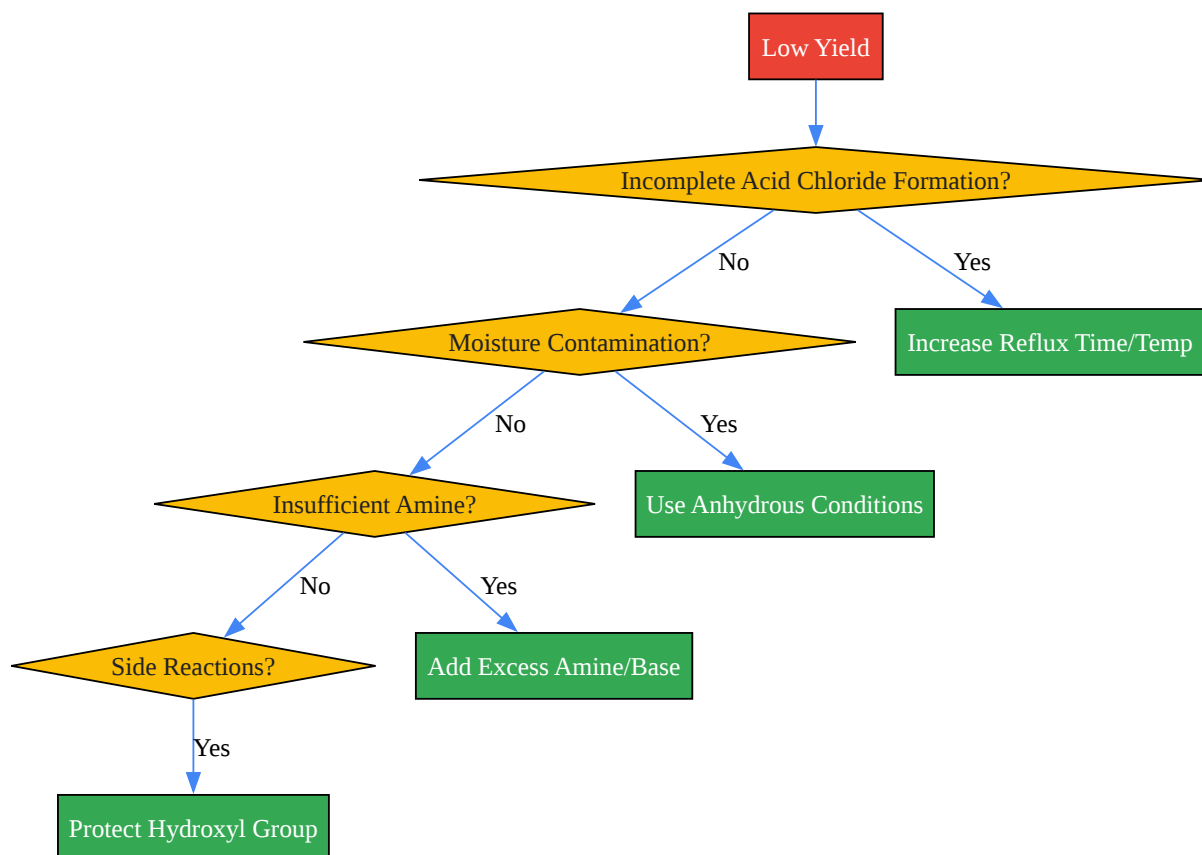 Low Yield
Incomplete Acid Chloride Formation?
No
Yes
Moisture Contamination?
Increase Reflux Time/Temp
No
Yes
Insufficient Amine?
Use Anhydrous Conditions
No
Yes
Side Reactions?
Add Excess Amine/Base
Yes
Protect Hydroxyl Group